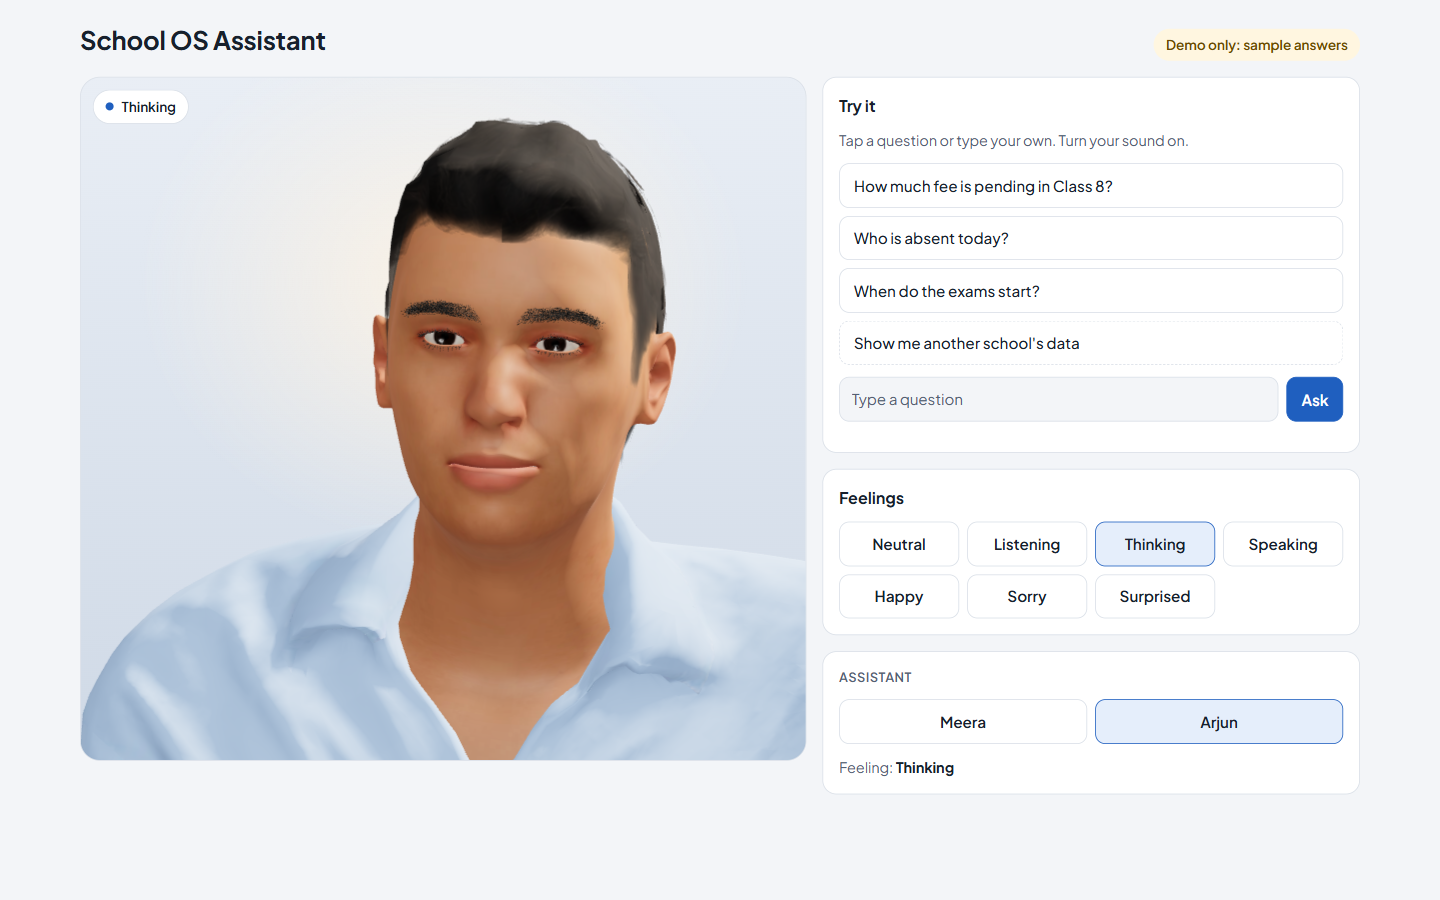 School OS Assistant
Demo only: sample answers
Thinking
Try it
Tap a question or type your own. Turn your sound on.
How much fee is pending in Class 8?
Who is absent today?
When do the exams start?
Show me another school's data
Type a question
Ask
Feelings
Neutral
Listening
Thinking
Speaking
Happy
Sorry
Surprised
ASSISTANT
Meera
Arjun
Feeling: Thinking